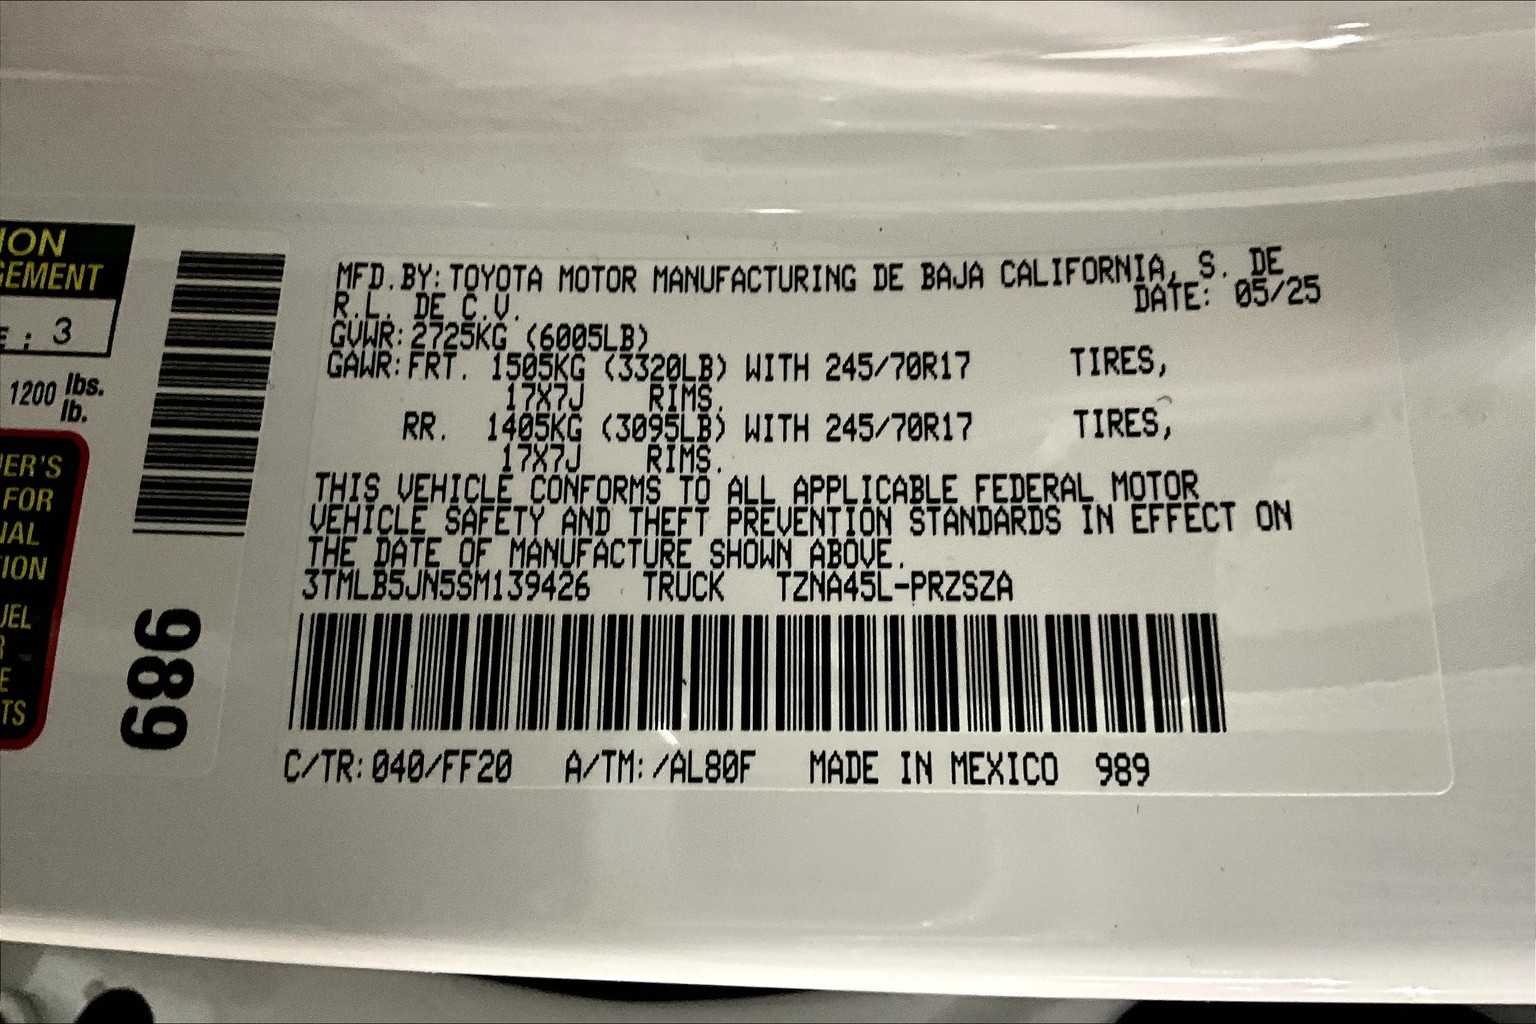 ION
GEMENT
E : 3
1200 lbs.
lb.
ER'S
FOR
NAL
ION
UEL
R
E
TS
989
MFD.BY: TOYOTA MOTOR MANUFACTURING DE BAJA CALIFORNIA, S. DE
R.L. DE C.V. DATE: 05/25
GVWR: 2725KG (6005LB)
GAWR: FRT. 1505KG (3320LB) WITH 245/70R17 TIRES,
17X7J RIMS.
RR. 1405KG (3095LB) WITH 245/70R17 TIRES,
17X7J RIMS.
THIS VEHICLE CONFORMS TO ALL APPLICABLE FEDERAL MOTOR
VEHICLE SAFETY AND THEFT PREVENTION STANDARDS IN EFFECT ON
THE DATE OF MANUFACTURE SHOWN ABOVE.
3TMLB5JN5SM139426 TRUCK TZNA45L-PRZSZA
C/TR: 040/FF20 A/TM: /AL80F MADE IN MEXICO 989